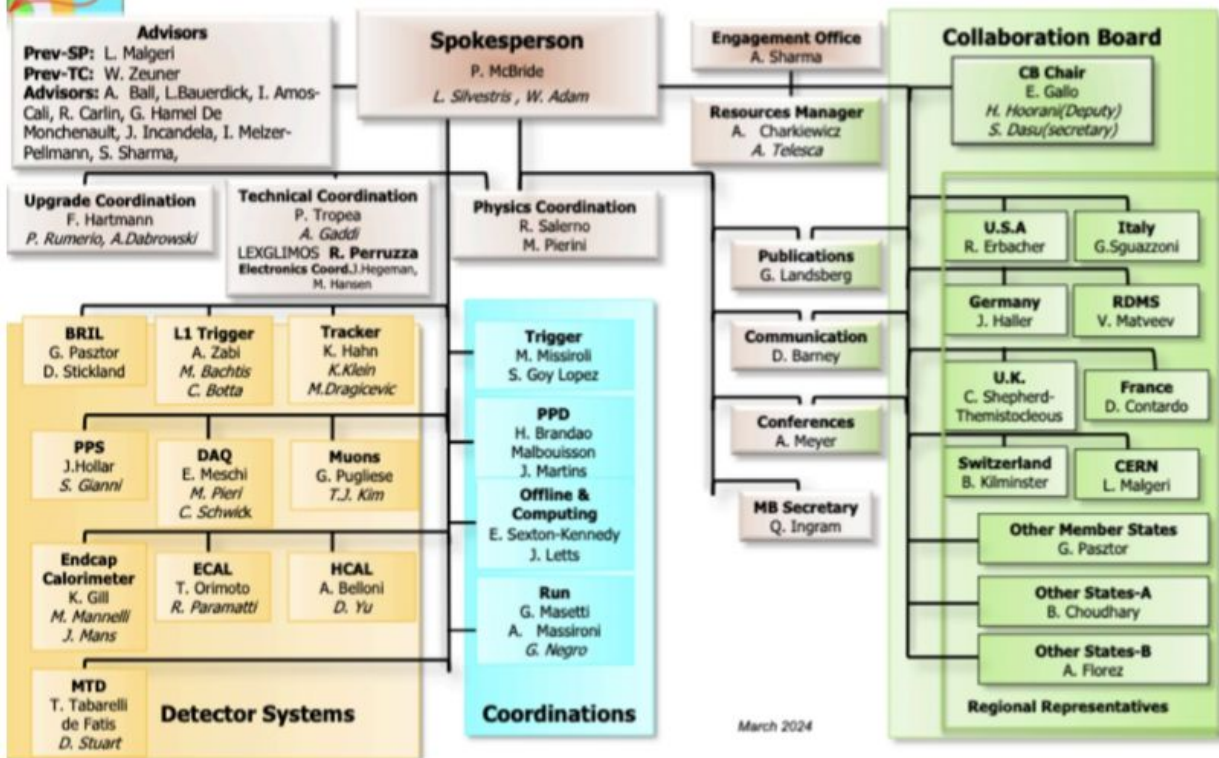 Advisors
Prev-SP: L. Malgeri
Prev-TC: W. Zeuner
Advisors: A. Ball, L.Bauerdick, I. Amos-
Cali, R. Carlin, G. Hamel De
Monchenault, J. Incandela, I. Melzer-
Pellmann, S. Sharma,
Spokesperson
P. McBride
L. Silvestris , W. Adam
Engagement Office
A. Sharma
Resources Manager
A. Charkiewicz
A. Telesca
Collaboration Board
CB Chair
E. Gallo
H. Hoorani(Deputy)
S. Dasu(secretary)
Upgrade Coordination
F. Hartmann
P. Rumerio, A.Dabrowski
Technical Coordination
P. Tropea
A. Gaddi
LEXGLIMOS R. Perruzza
Electronics Coord.J.Hegeman,
M. Hansen
Physics Coordination
R. Salerno
M. Pierini
Publications
G. Landsberg
Communication
D. Barney
Conferences
A. Meyer
MB Secretary
Q. Ingram
U.S.A
R. Erbacher
Italy
G.Sguazzoni
Germany
J. Haller
RDMS
V. Matveev
U.K.
C. Shepherd-
Themistocleous
France
D. Contardo
Switzerland
B. Kilminster
CERN
L. Malgeri
Other Member States
G. Pasztor
Other States-A
B. Choudhary
Other States-B
A. Florez
Regional Representatives
BRIL
G. Pasztor
D. Stickland
L1 Trigger
A. Zabi
M. Bachtis
C. Botta
Tracker
K. Hahn
K.Klein
M.Dragicevic
PPS
J.Hollar
S. Gianni
DAQ
E. Meschi
M. Pieri
C. Schwick
Muons
G. Pugliese
T.J. Kim
Endcap
Calorimeter
K. Gill
M. Mannelli
J. Mans
ECAL
T. Orimoto
R. Paramatti
HCAL
A. Belloni
D. Yu
MTD
T. Tabarelli
de Fatis
D. Stuart
Detector Systems
Trigger
M. Missiroli
S. Goy Lopez
PPD
H. Brandao
Malbouisson
J. Martins
Offline &
Computing
E. Sexton-Kennedy
J. Letts
Run
G. Masetti
A. Massironi
G. Negro
Coordinations
March 2024